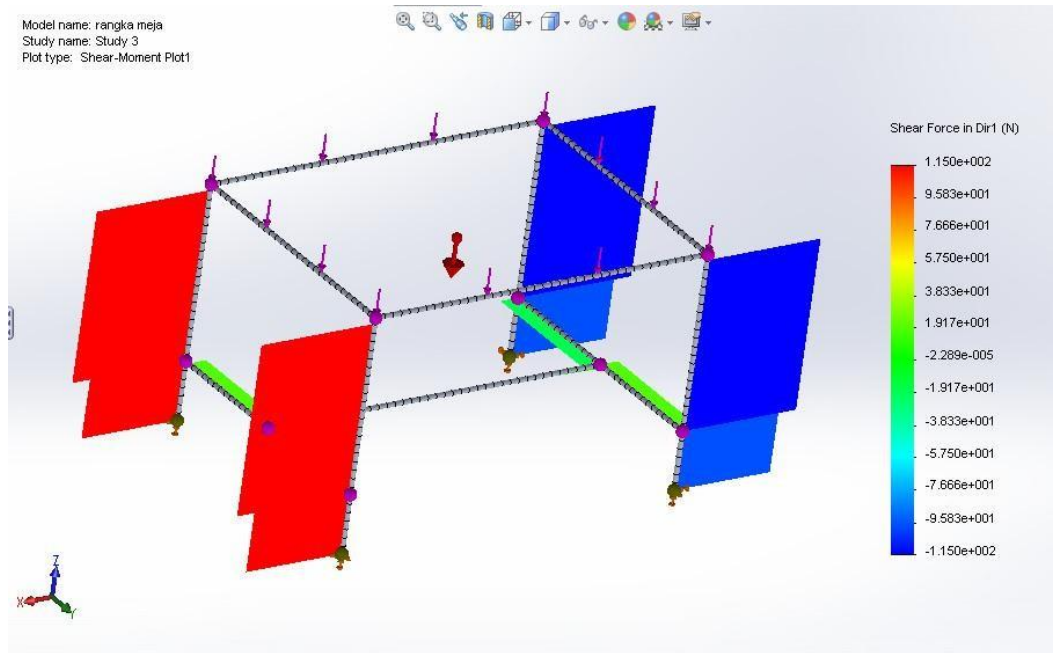 Model name: rangka meja
Study name: Study 3
Plot type: Shear-Moment Plot1
Shear Force in Dir1 (N)
1.150e+002
9.583e+001
7.666e+001
5.750e+001
3.833e+001
1.917e+001
-2.289e-005
-1.917e+001
-3.833e+001
-5.750e+001
-7.666e+001
-9.583e+001
-1.150e+002
Z
X
Y